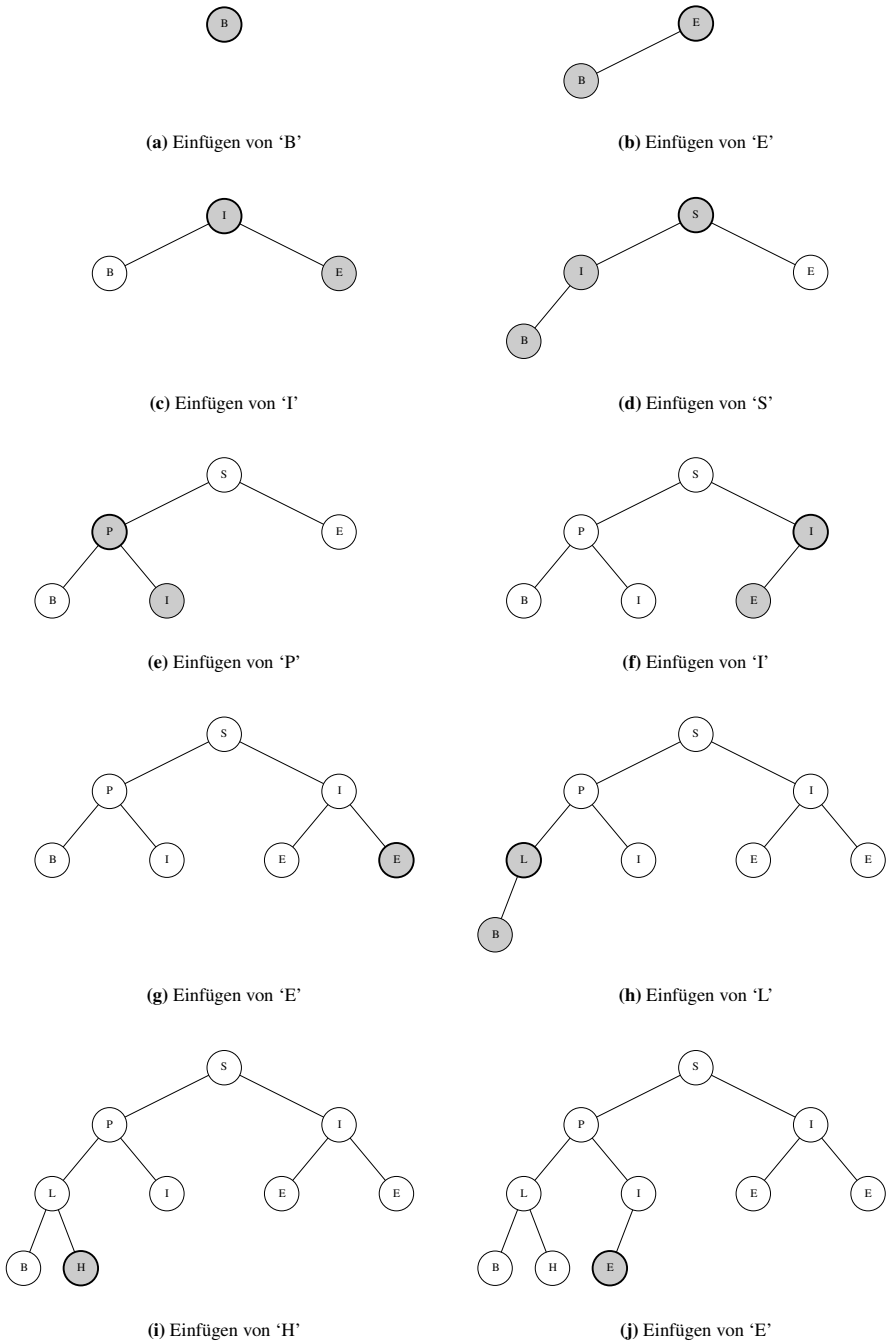 B
E
B
(a) Einfügen von ‘B’
(b) Einfügen von ‘E’
I
B
E
S
I
E
B
(c) Einfügen von ‘I’
(d) Einfügen von ‘S’
S
P
E
B
I
S
P
I
B
I
E
(e) Einfügen von ‘P’
(f) Einfügen von ‘I’
S
P
I
B
I
E
E
S
P
I
L
I
E
E
B
(g) Einfügen von ‘E’
(h) Einfügen von ‘L’
S
P
I
L
I
E
E
B
H
S
P
I
L
I
E
E
B
H
E
(i) Einfügen von ‘H’
(j) Einfügen von ‘E’